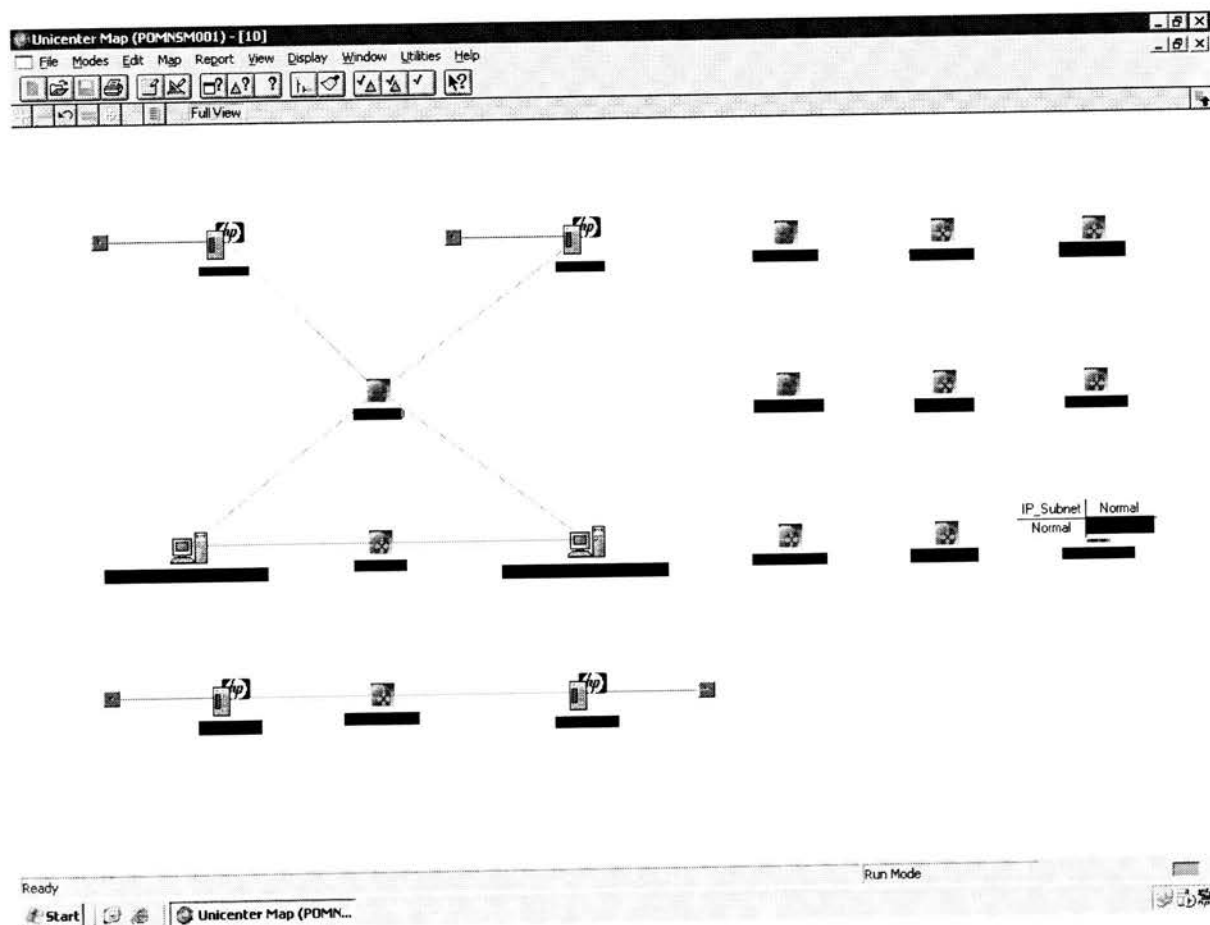 Unicenter Map (POMNSM001) - [10]
File Modes Edit Map Report View Display Window Utilities Help
Full View
hp
hp
IP_Subnet Normal
Normal
hp
hp
Ready Run Mode
Start Unicenter Map (POMN...